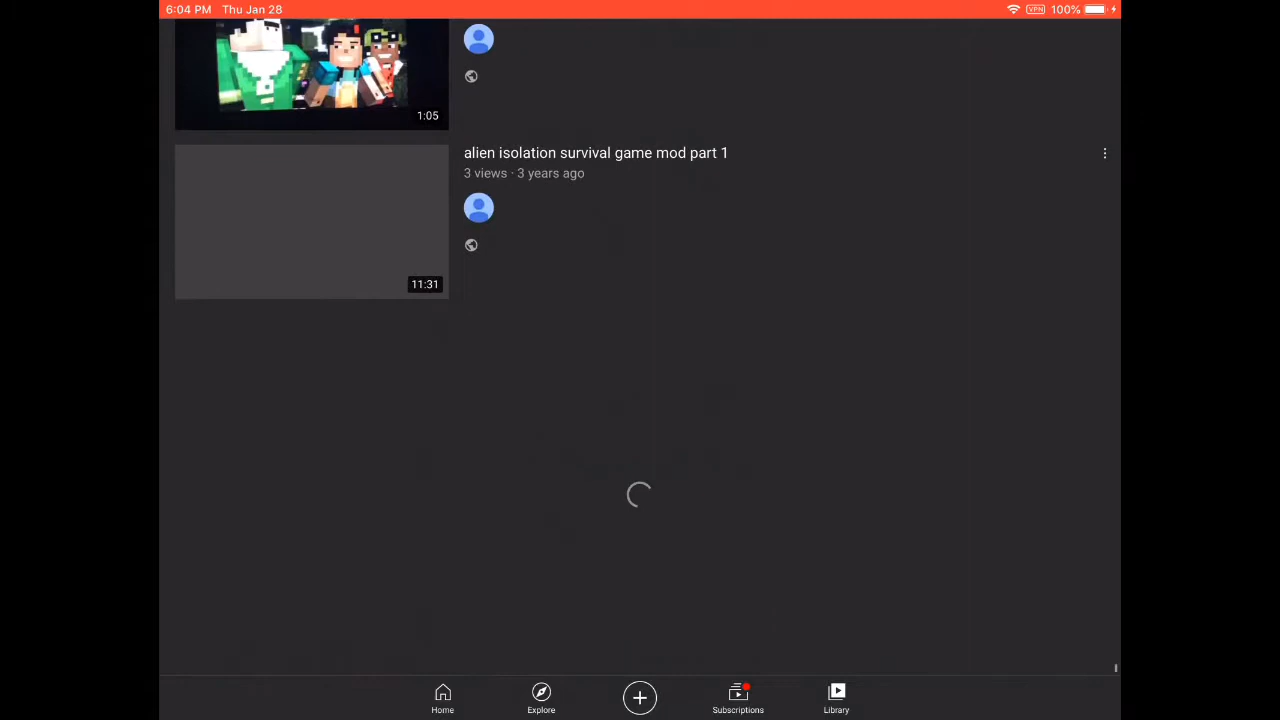 6:04 PM Thu Jan 28
VPN 100%
1:05
alien isolation survival game mod part 1
3 views · 3 years ago
11:31
Home Explore Subscriptions Library